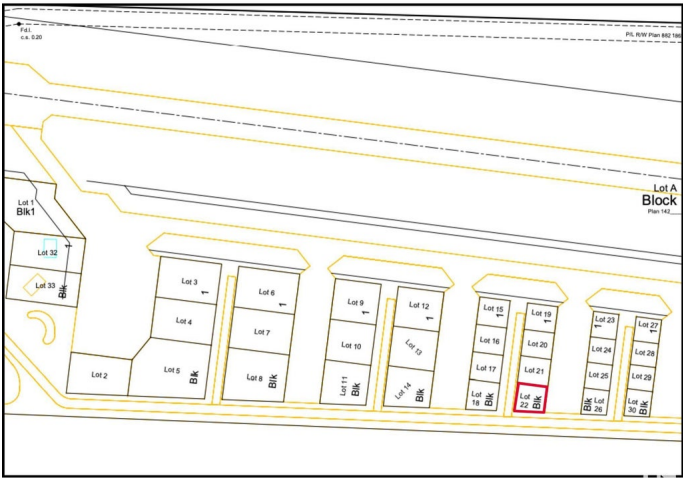 Fd.I.
c.s. 0.20
P/L R/W Plan 882 186
Lot A
Block
Plan 142
Lot 1
Blk1
Lot 32
1
Lot 33
Blk
Lot 2
Lot 3
1
Lot 4
Lot 5
Blk
Lot 6
1
Lot 7
Lot 8
Blk
Lot 9
1
Lot 10
Lot 11
Blk
Lot 12
1
Lot 13
Lot 14
Blk
Lot 15
1
Lot 16
Lot 17
Lot
18
Blk
Lot 19
1
Lot 20
Lot 21
Lot
22
Blk
Lot 23
1
Lot 24
Lot 25
Blk
Lot
26
Lot 27
1
Lot 28
Lot 29
Lot
30
Blk